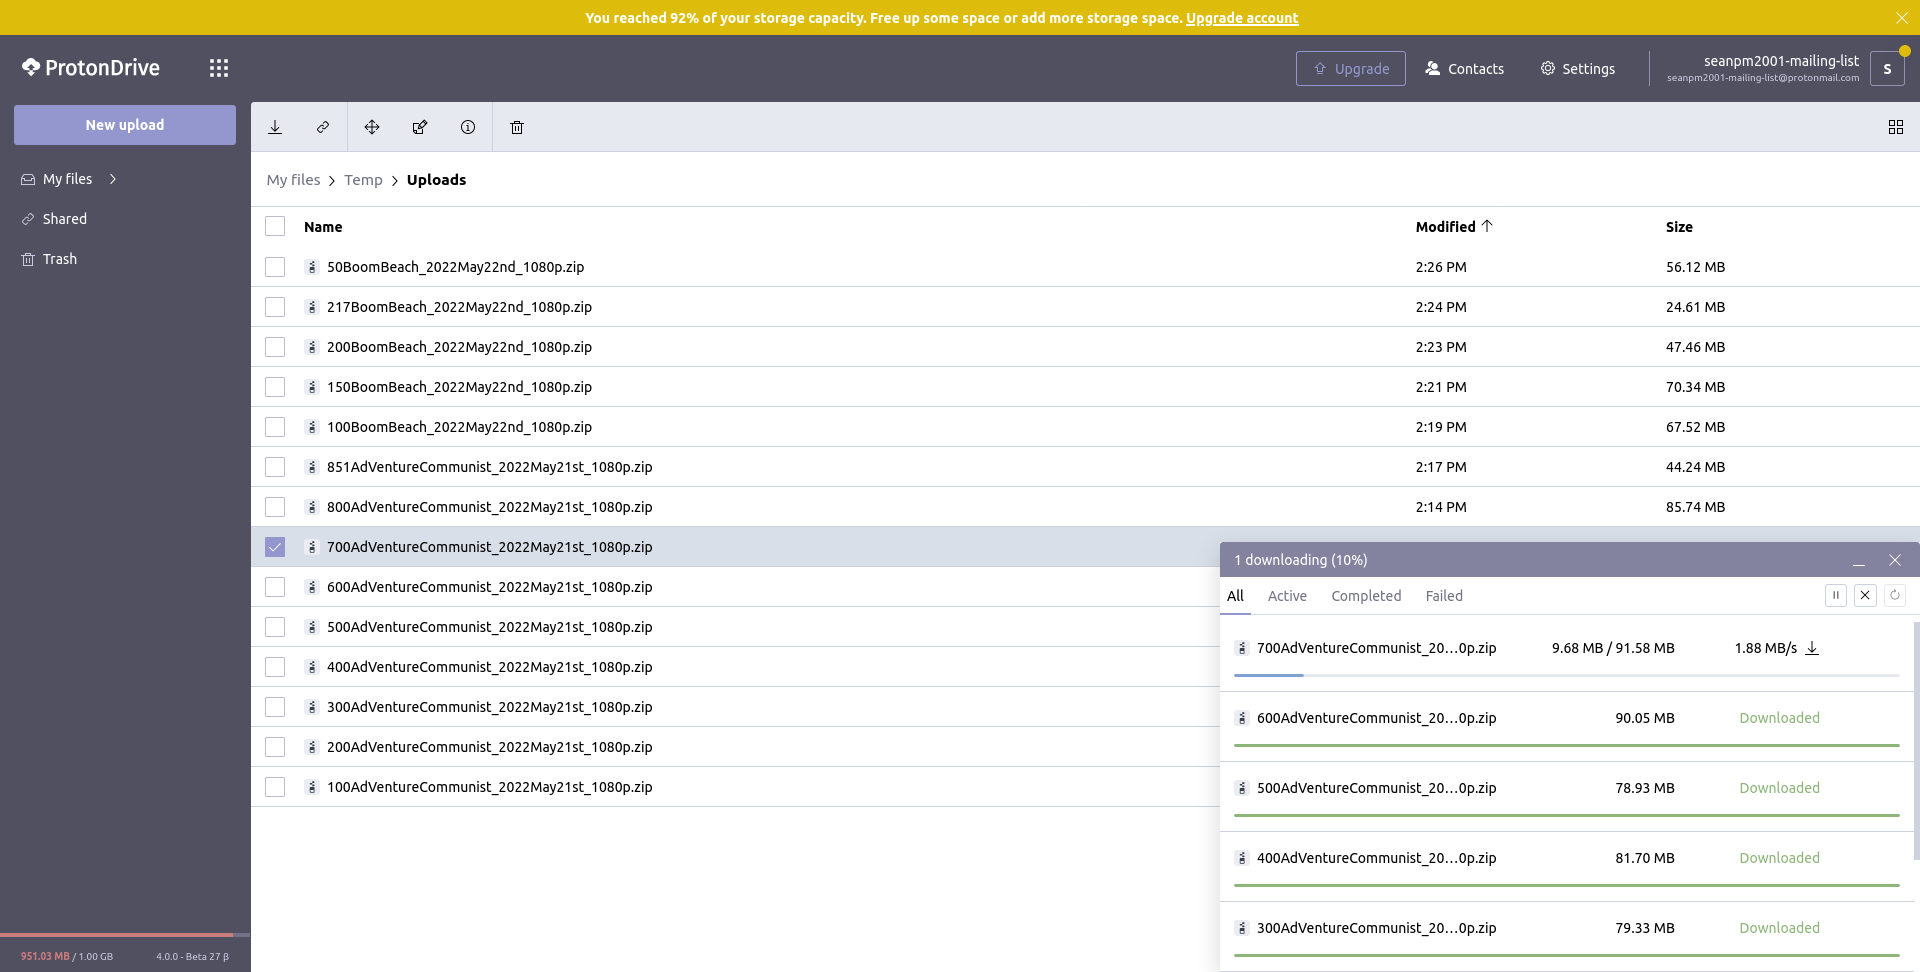 You reached 92% of your storage capacity. Free up some space or add more storage space. Upgrade account
ProtonDrive
Upgrade
Contacts
Settings
seanpm2001-mailing-list
seanpm2001-mailing-list@protonmail.com
S
New upload
My files
Shared
Trash
My files > Temp > Uploads
Name Modified Size
50BoomBeach_2022May22nd_1080p.zip 2:26 PM 56.12 MB
217BoomBeach_2022May22nd_1080p.zip 2:24 PM 24.61 MB
200BoomBeach_2022May22nd_1080p.zip 2:23 PM 47.46 MB
150BoomBeach_2022May22nd_1080p.zip 2:21 PM 70.34 MB
100BoomBeach_2022May22nd_1080p.zip 2:19 PM 67.52 MB
851AdVentureCommunist_2022May21st_1080p.zip 2:17 PM 44.24 MB
800AdVentureCommunist_2022May21st_1080p.zip 2:14 PM 85.74 MB
700AdVentureCommunist_2022May21st_1080p.zip
600AdVentureCommunist_2022May21st_1080p.zip
500AdVentureCommunist_2022May21st_1080p.zip
400AdVentureCommunist_2022May21st_1080p.zip
300AdVentureCommunist_2022May21st_1080p.zip
200AdVentureCommunist_2022May21st_1080p.zip
100AdVentureCommunist_2022May21st_1080p.zip
1 downloading (10%)
All Active Completed Failed
700AdVentureCommunist_20…0p.zip 9.68 MB / 91.58 MB 1.88 MB/s
600AdVentureCommunist_20…0p.zip 90.05 MB Downloaded
500AdVentureCommunist_20…0p.zip 78.93 MB Downloaded
400AdVentureCommunist_20…0p.zip 81.70 MB Downloaded
300AdVentureCommunist_20…0p.zip 79.33 MB Downloaded
951.03 MB / 1.00 GB 4.0.0 - Beta 27 β